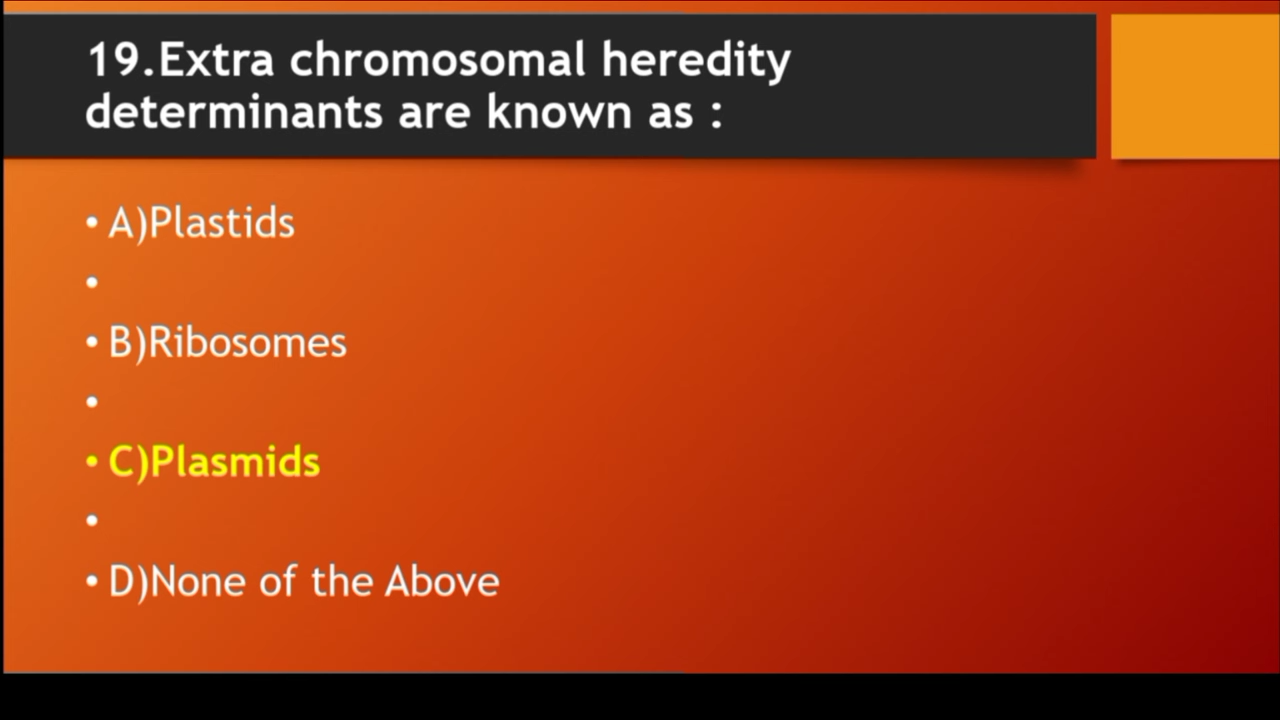 19.Extra chromosomal heredity
determinants are known as :
• A)Plastids
•
• B)Ribosomes
•
• C)Plasmids
•
• D)None of the Above